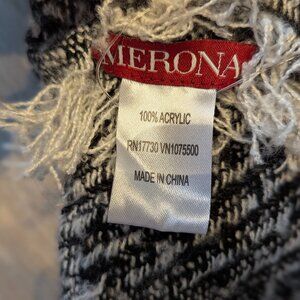 MERONA
100% ACRYLIC
RN17730 VN1075500
MADE IN CHINA